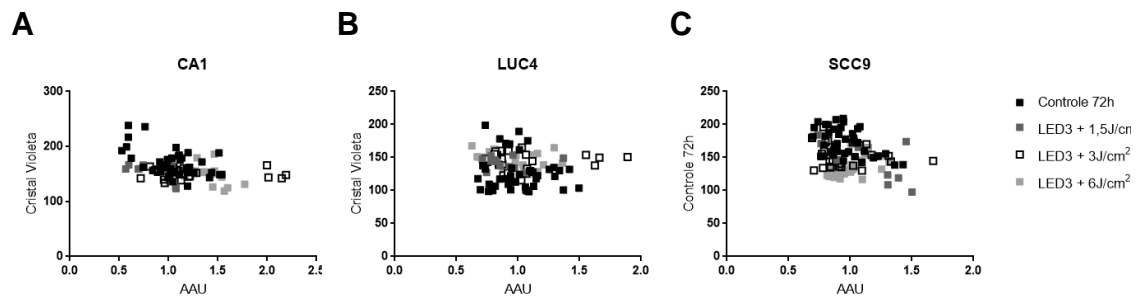 A
B
C
CA1
LUC4
SCC9
Cristal Violeta
300
200
100
0
0.0
0.5
1.0
1.5
2.0
2.5
AAU
Cristal Violeta
250
200
150
100
50
0
0.0
0.5
1.0
1.5
2.0
AAU
Controle 72h
250
200
150
100
50
0
0.0
0.5
1.0
1.5
2.0
AAU
Controle 72h
LED3 + 1,5J/cm
LED3 + 3J/cm²
LED3 + 6J/cm²